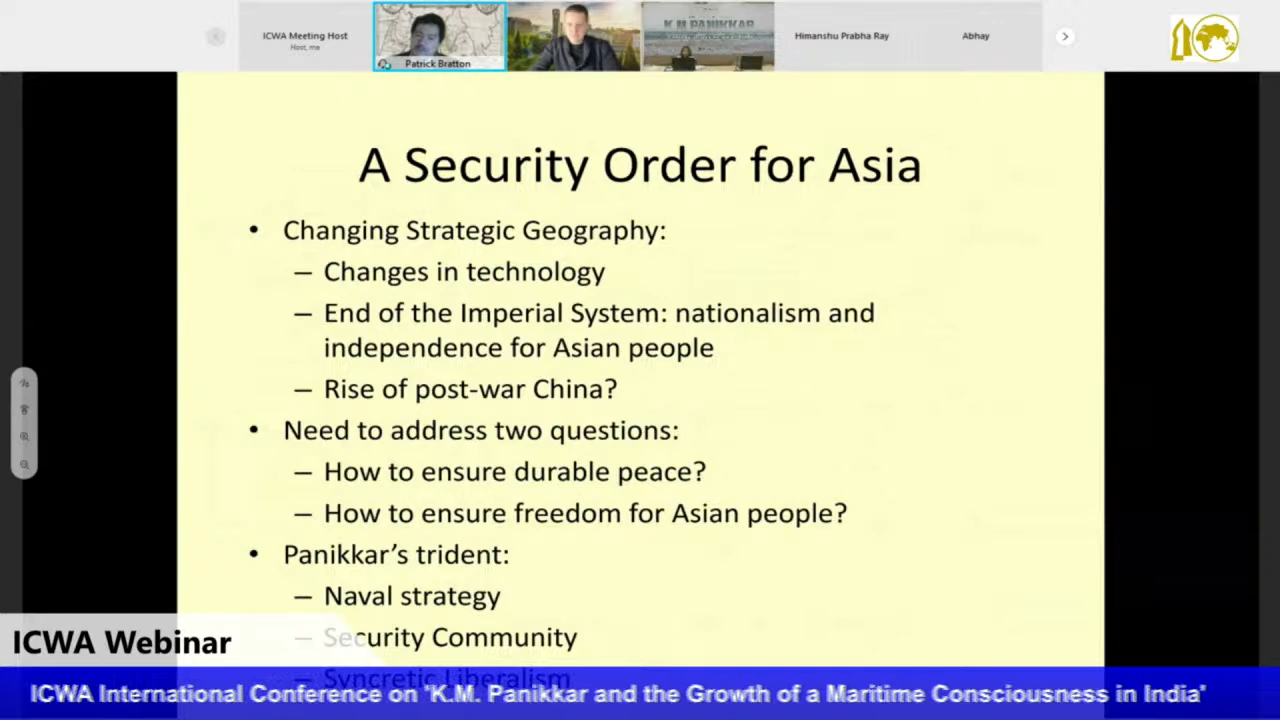 ICWA Meeting Host
Host, me
Patrick Bratton
K M PANIKKAR
Himanshu Prabha Ray
Abhay
A Security Order for Asia
• Changing Strategic Geography:
– Changes in technology
– End of the Imperial System: nationalism and
independence for Asian people
– Rise of post-war China?
• Need to address two questions:
– How to ensure durable peace?
– How to ensure freedom for Asian people?
• Panikkar’s trident:
– Naval strategy
– Security Community
– Syncretic Liberalism
ICWA Webinar
ICWA International Conference on 'K.M. Panikkar and the Growth of a Maritime Consciousness in India'